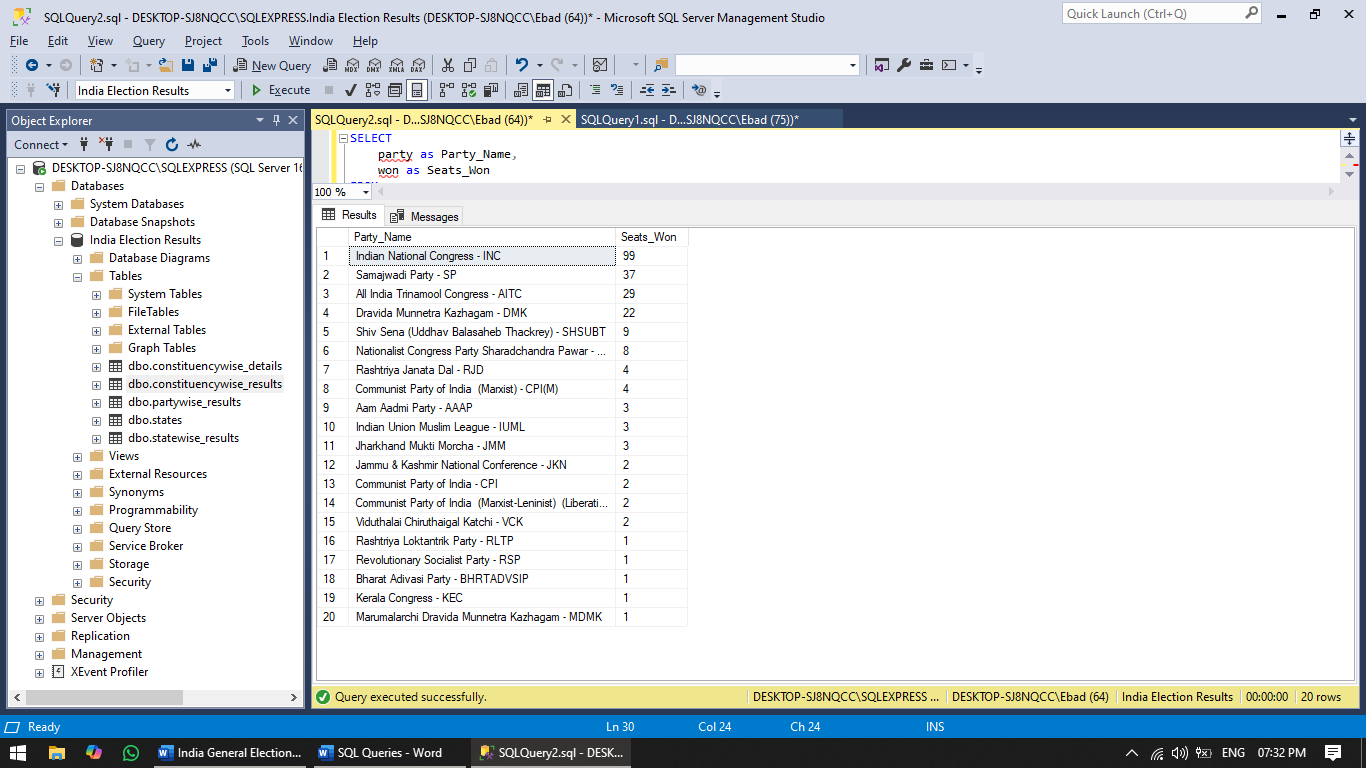 SQLQuery2.sql - DESKTOP-SJ8NQCC\SQLEXPRESS.India Election Results (DESKTOP-SJ8NQCC\Ebad (64))* - Microsoft SQL Server Management Studio
Quick Launch (Ctrl+Q)
File Edit View Query Project Tools Window Help
New Query MDX DMX XMLA DAX
India Election Results Execute
Object Explorer
Connect
DESKTOP-SJ8NQCC\SQLEXPRESS (SQL Server 16
Databases
System Databases
Database Snapshots
India Election Results
Database Diagrams
Tables
System Tables
FileTables
External Tables
Graph Tables
dbo.constituencywise_details
dbo.constituencywise_results
dbo.partywise_results
dbo.states
dbo.statewise_results
Views
External Resources
Synonyms
Programmability
Query Store
Service Broker
Storage
Security
Security
Server Objects
Replication
Management
XEvent Profiler
SQLQuery2.sql - D...SJ8NQCC\Ebad (64))* SQLQuery1.sql - D...SJ8NQCC\Ebad (75))*
SELECT
party as Party_Name,
won as Seats_Won
100 %
Results Messages
Party_Name Seats_Won
1 Indian National Congress - INC 99
2 Samajwadi Party - SP 37
3 All India Trinamool Congress - AITC 29
4 Dravida Munnetra Kazhagam - DMK 22
5 Shiv Sena (Uddhav Balasaheb Thackrey) - SHSUBT 9
6 Nationalist Congress Party Sharadchandra Pawar - ... 8
7 Rashtriya Janata Dal - RJD 4
8 Communist Party of India (Marxist) - CPI(M) 4
9 Aam Aadmi Party - AAAP 3
10 Indian Union Muslim League - IUML 3
11 Jharkhand Mukti Morcha - JMM 3
12 Jammu & Kashmir National Conference - JKN 2
13 Communist Party of India - CPI 2
14 Communist Party of India (Marxist-Leninist) (Liberati... 2
15 Viduthalai Chiruthaigal Katchi - VCK 2
16 Rashtriya Loktantrik Party - RLTP 1
17 Revolutionary Socialist Party - RSP 1
18 Bharat Adivasi Party - BHRTADVSIP 1
19 Kerala Congress - KEC 1
20 Marumalarchi Dravida Munnetra Kazhagam - MDMK 1
Query executed successfully. DESKTOP-SJ8NQCC\SQLEXPRESS ... DESKTOP-SJ8NQCC\Ebad (64) India Election Results 00:00:00 20 rows
Ready Ln 30 Col 24 Ch 24 INS
India General Election... SQL Queries - Word SQLQuery2.sql - DESK... ENG 07:32 PM